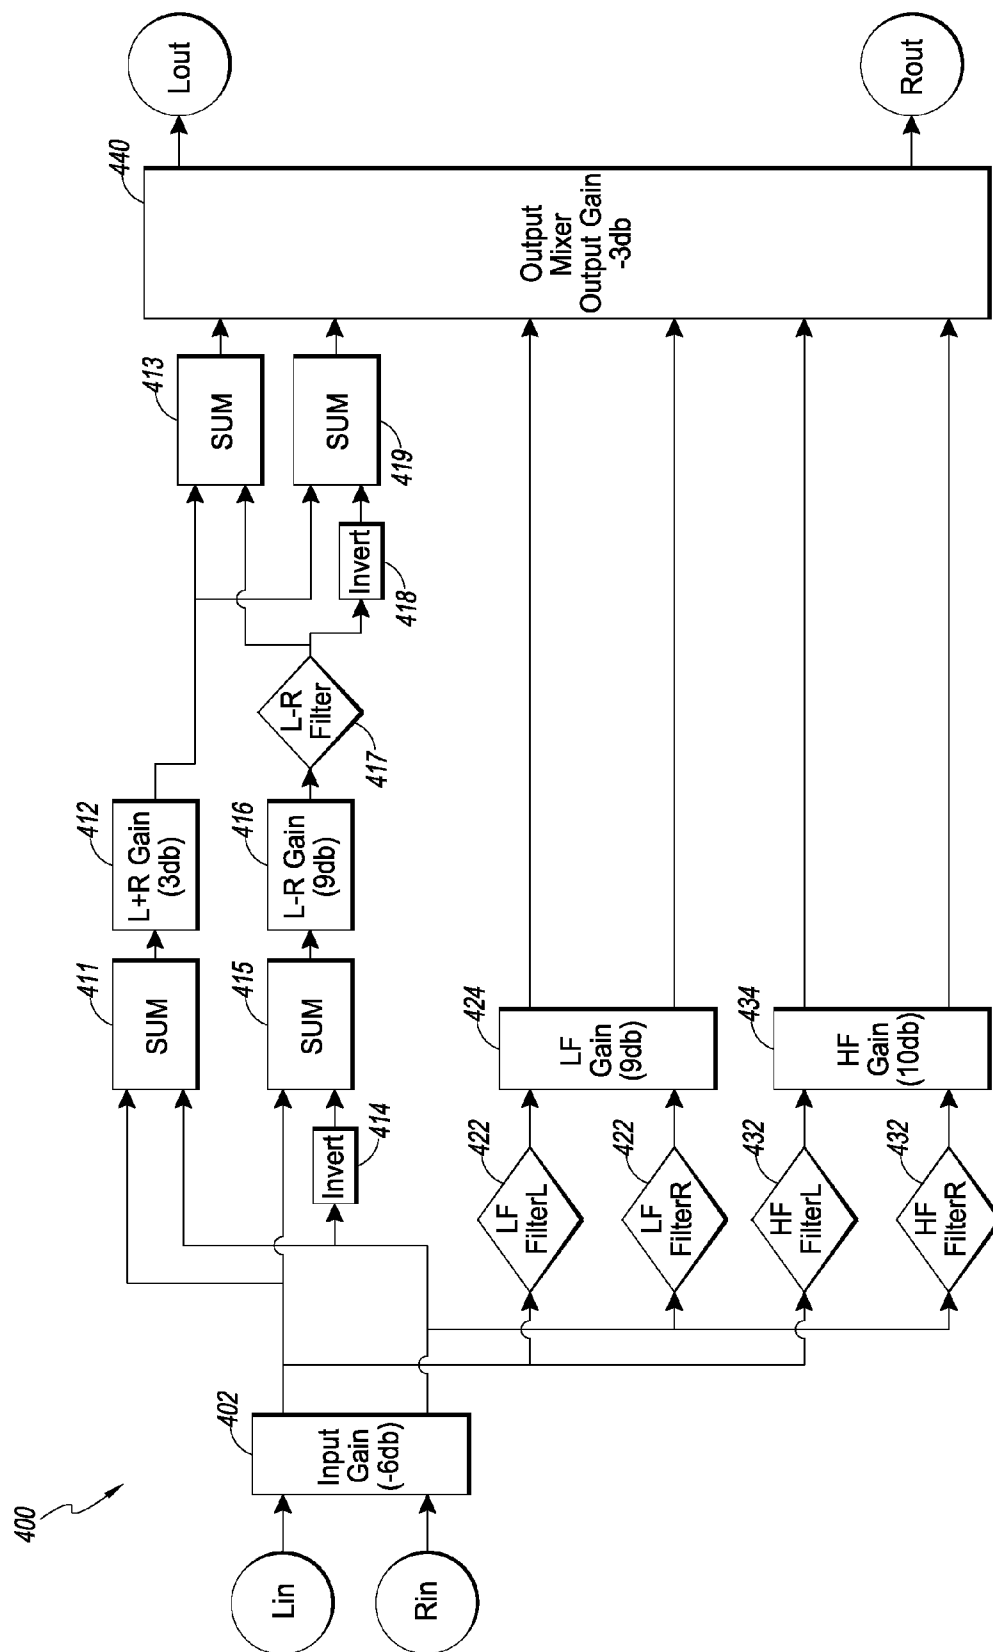 400
Lin
Rin
402
Input
Gain
(-6db)
411
SUM
412
L+R Gain
(3db)
413
SUM
414
Invert
415
SUM
416
L-R Gain
(9db)
417
L-R
Filter
418
Invert
419
SUM
422
LF
FilterL
422
LF
FilterR
424
LF
Gain
(9db)
432
HF
FilterL
432
HF
FilterR
434
HF
Gain
(10db)
440
Output
Mixer
Output Gain
-3db
Lout
Rout